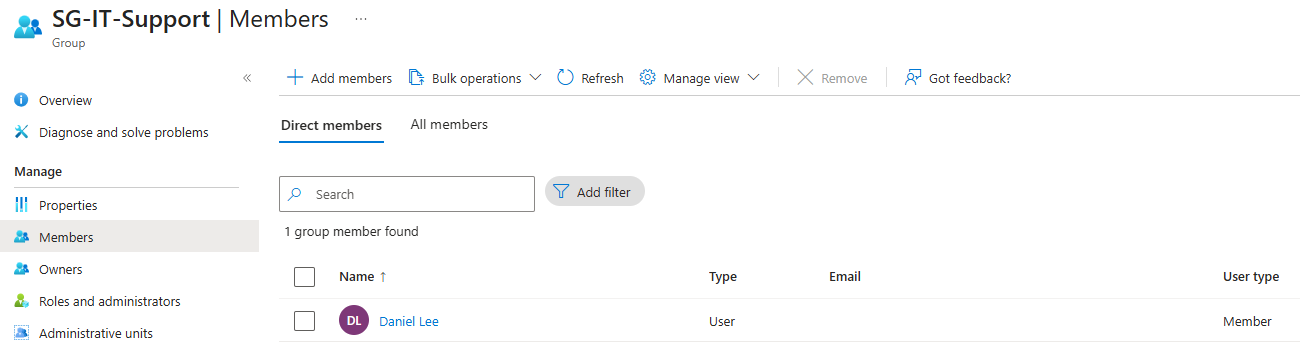 SG-IT-Support | Members ...
Group
«
+ Add members Bulk operations Refresh Manage view Remove Got feedback?
Overview
Diagnose and solve problems
Manage
Properties
Members
Owners
Roles and administrators
Administrative units
Direct members All members
Search Add filter
1 group member found
Name ↑ Type Email User type
DL Daniel Lee User Member